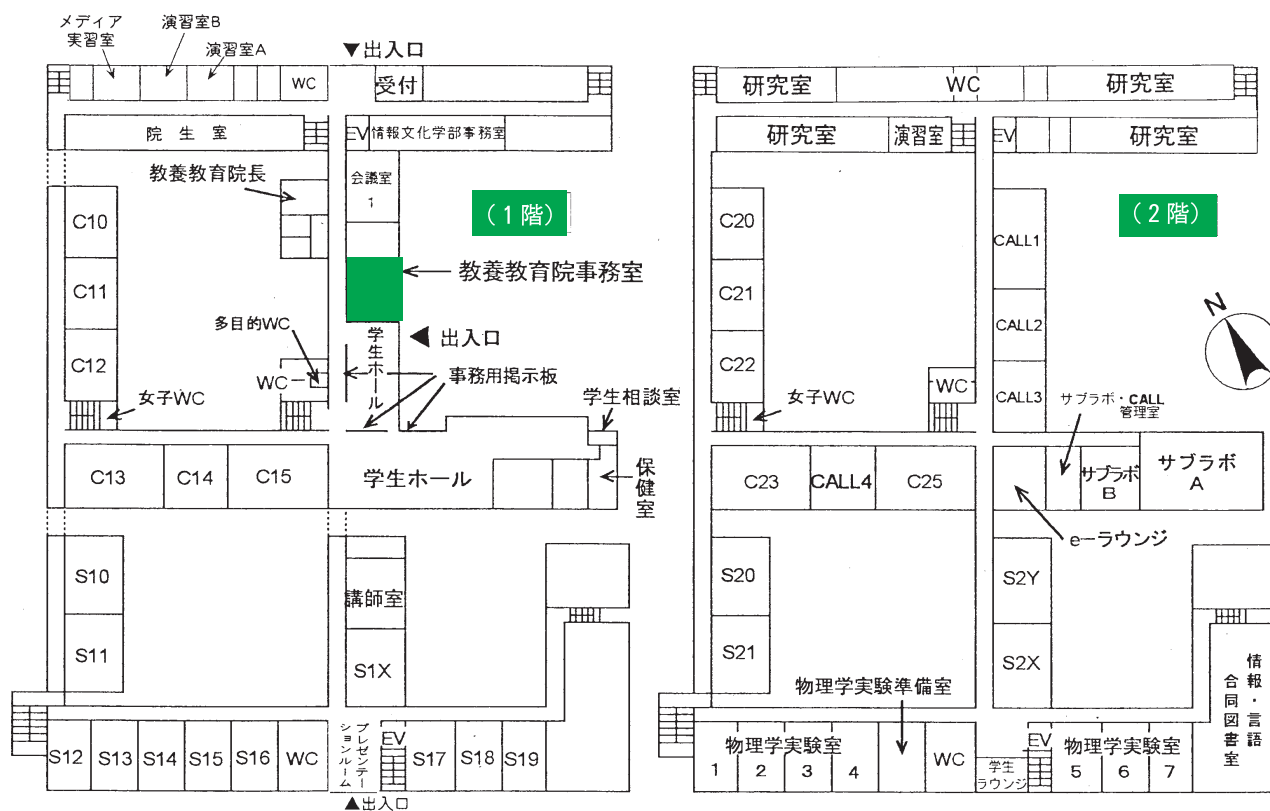 メディア
実習室
演習室B
演習室A
▼出入口
WC
受付
院生室
EV
情報文化学部事務室
教養教育院長
会議室
1
(1階)
C10
C11
C12
教養教育院事務室
多目的WC
学生ホール
◀ 出入口
WC
事務用掲示板
女子WC
学生相談室
C13
C14
C15
学生ホール
保健室
S10
S11
講師室
S1X
S12
S13
S14
S15
S16
WC
プレゼンテー
ションルーム
EV
S17
S18
S19
▲出入口
研究室
WC
研究室
研究室
演習室
EV
研究室
(2階)
C20
C21
C22
CALL1
CALL2
CALL3
N
WC
女子WC
サブラボ・CALL
管理室
C23
CALL4
C25
サブラボ
B
サブラボ
A
e-ラウンジ
S20
S21
S2Y
S2X
物理学実験準備室
情報・言語
合同図書室
物理学実験室
1
2
3
4
WC
学生
ラウンジ
EV
物理学実験室
5
6
7